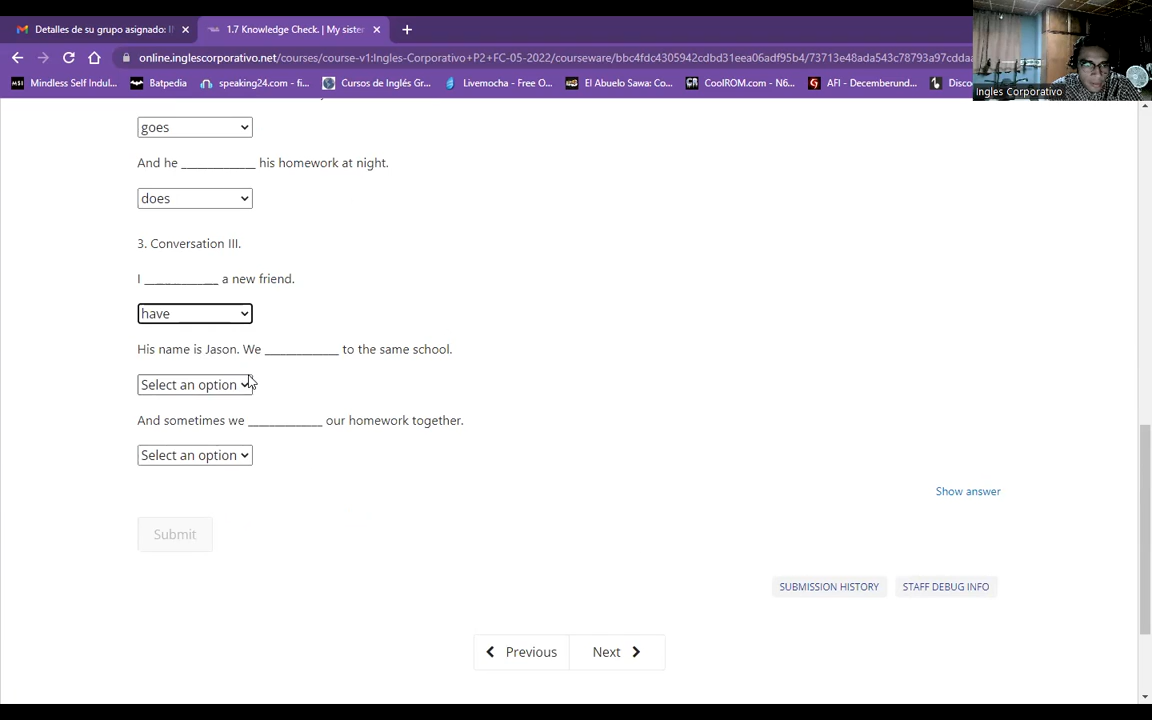 Detalles de su grupo asignado: I
1.7 Knowledge Check. | My sister
online.inglescorporativo.net/courses/course-v1:Ingles-Corporativo+P2+FC-05-2022/courseware/bbc4fdc4305942cdbd31eea06adf95b4/73713e48ada543c78793a97cddaa
Ingles Corporativo
Mindless Self Indul...
Batpedia
speaking24.com - fi...
Cursos de Inglés Gr...
Livemocha - Free O...
El Abuelo Sawa: Co...
CoolROM.com - N6...
AFI - Decemberund...
Disco
goes
And he ____________ his homework at night.
does
3. Conversation III.
I ____________ a new friend.
have
His name is Jason. We ____________ to the same school.
Select an option
And sometimes we ____________ our homework together.
Select an option
Show answer
Submit
SUBMISSION HISTORY
STAFF DEBUG INFO
Previous
Next